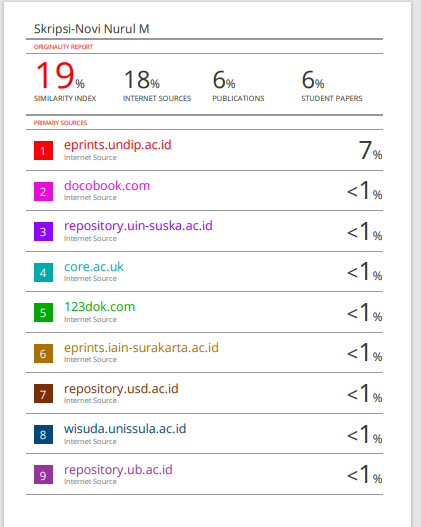 Skripsi-Novi Nurul M
ORIGINALITY REPORT
19% 18% 6% 6%
SIMILARITY INDEX INTERNET SOURCES PUBLICATIONS STUDENT PAPERS
PRIMARY SOURCES
1 eprints.undip.ac.id 7%
Internet Source
2 docobook.com <1%
Internet Source
3 repository.uin-suska.ac.id <1%
Internet Source
4 core.ac.uk <1%
Internet Source
5 123dok.com <1%
Internet Source
6 eprints.iain-surakarta.ac.id <1%
Internet Source
7 repository.usd.ac.id <1%
Internet Source
8 wisuda.unissula.ac.id <1%
Internet Source
9 repository.ub.ac.id <1%
Internet Source